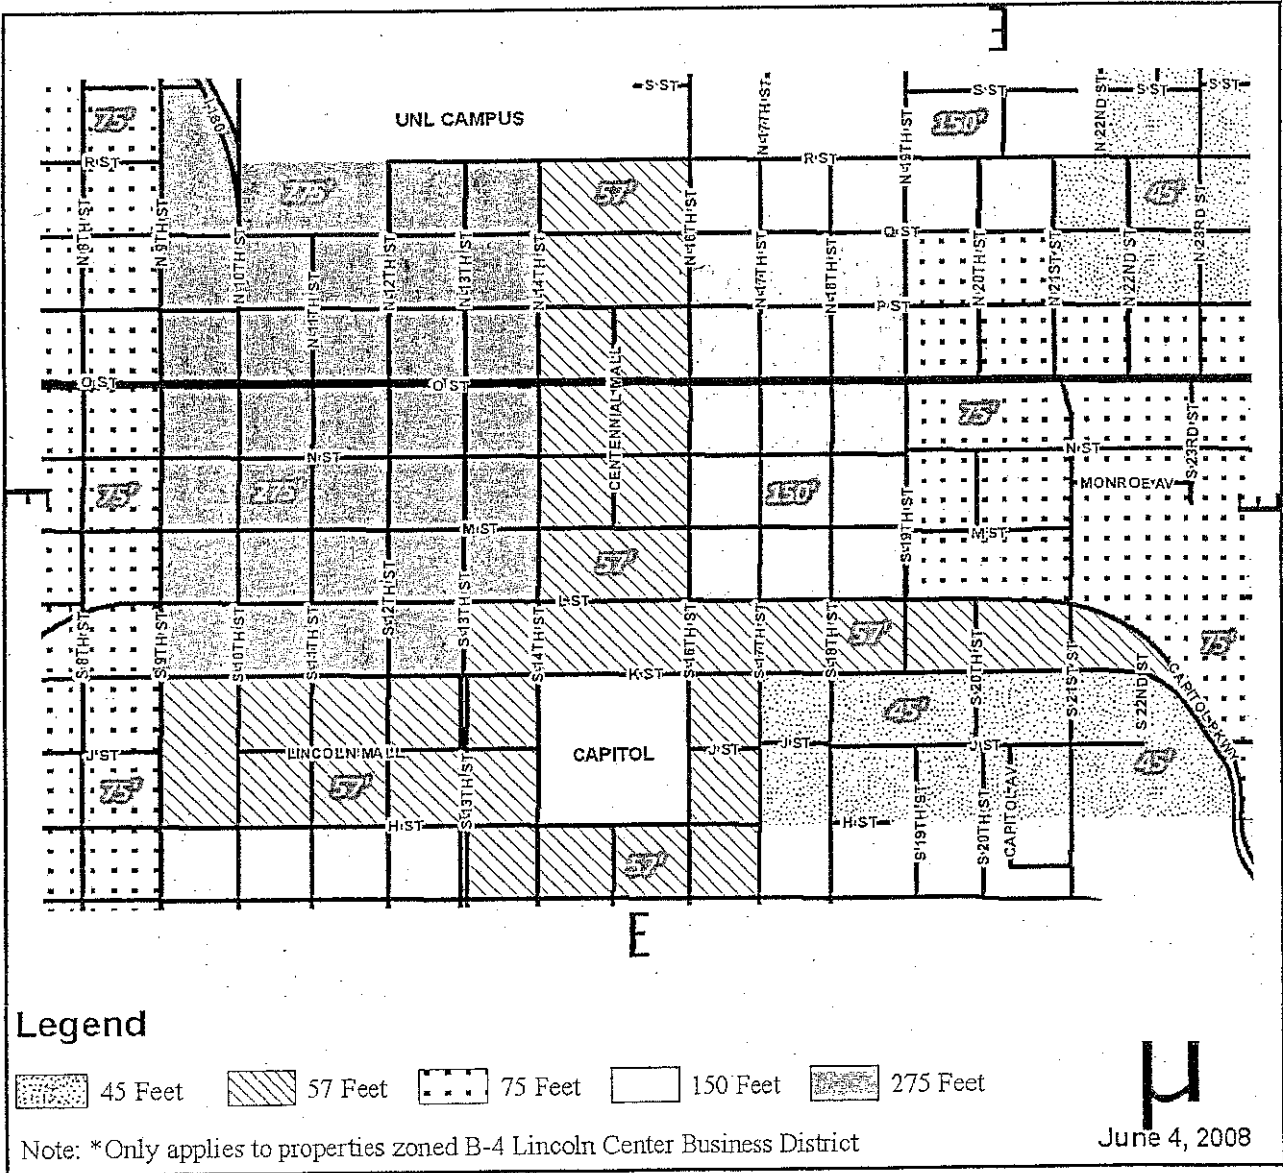 S ST
S ST
S ST
S ST
N 17TH ST
N 22ND ST
75'
I-180
UNL CAMPUS
N 19TH ST
150'
R ST
R ST
275'
57'
45'
N 8TH ST
N 9TH ST
N 10TH ST
N 11TH ST
N 12TH ST
N 13TH ST
N 14TH ST
N 16TH ST
N 17TH ST
N 18TH ST
Q ST
N 20TH ST
N 21ST ST
N 22ND ST
N 23RD ST
P ST
CENTENNIAL MALL
O ST
O ST
75'
N ST
N ST
S 23RD ST
75'
275'
150'
MONROE AV
M ST
S 19TH ST
M ST
57'
L ST
S 8TH ST
S 9TH ST
S 10TH ST
S 11TH ST
S 12TH ST
S 13TH ST
S 14TH ST
S 16TH ST
S 17TH ST
S 18TH ST
57'
S 20TH ST
S 21ST ST
S 22ND ST
CAPITOL PKWY
75'
K ST
45'
J ST
LINCOLN MALL
CAPITOL
J ST
J ST
J ST
75'
57'
S 13TH ST
45'
H ST
H ST
S 19TH ST
S 20TH ST
CAPITOL AV
57'
E
Legend
45 Feet
57 Feet
75 Feet
150 Feet
275 Feet
Note: *Only applies to properties zoned B-4 Lincoln Center Business District
June 4, 2008